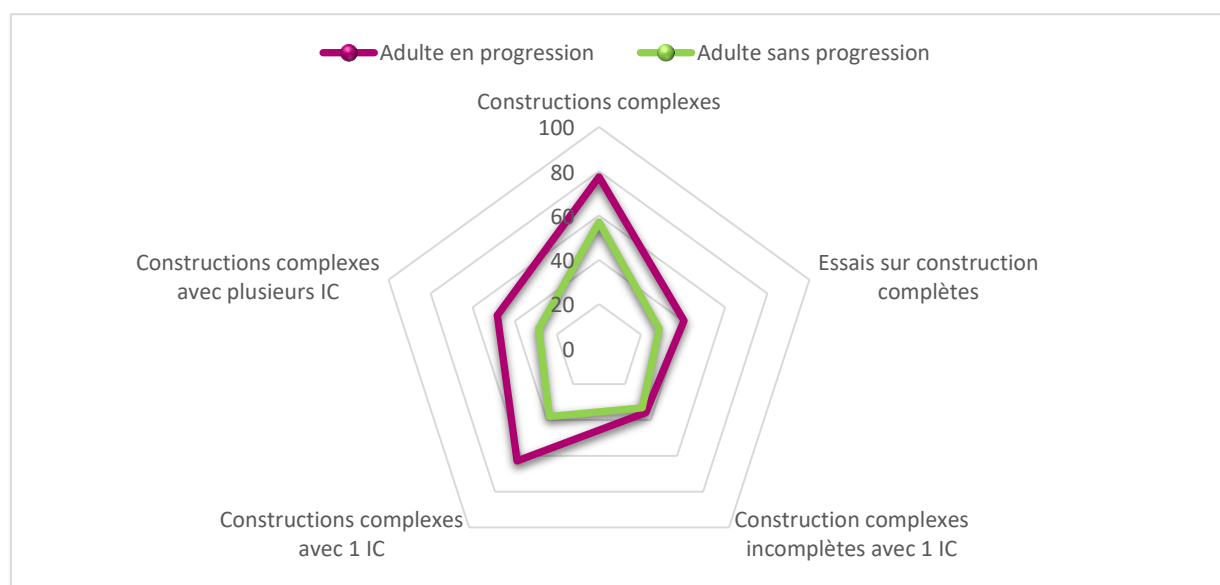 Adulte en progression
Adulte sans progression
Constructions complexes
100
80
60
40
20
0
Essais sur construction
complètes
Construction complexes
incomplètes avec 1 IC
Constructions complexes
avec 1 IC
Constructions complexes
avec plusieurs IC